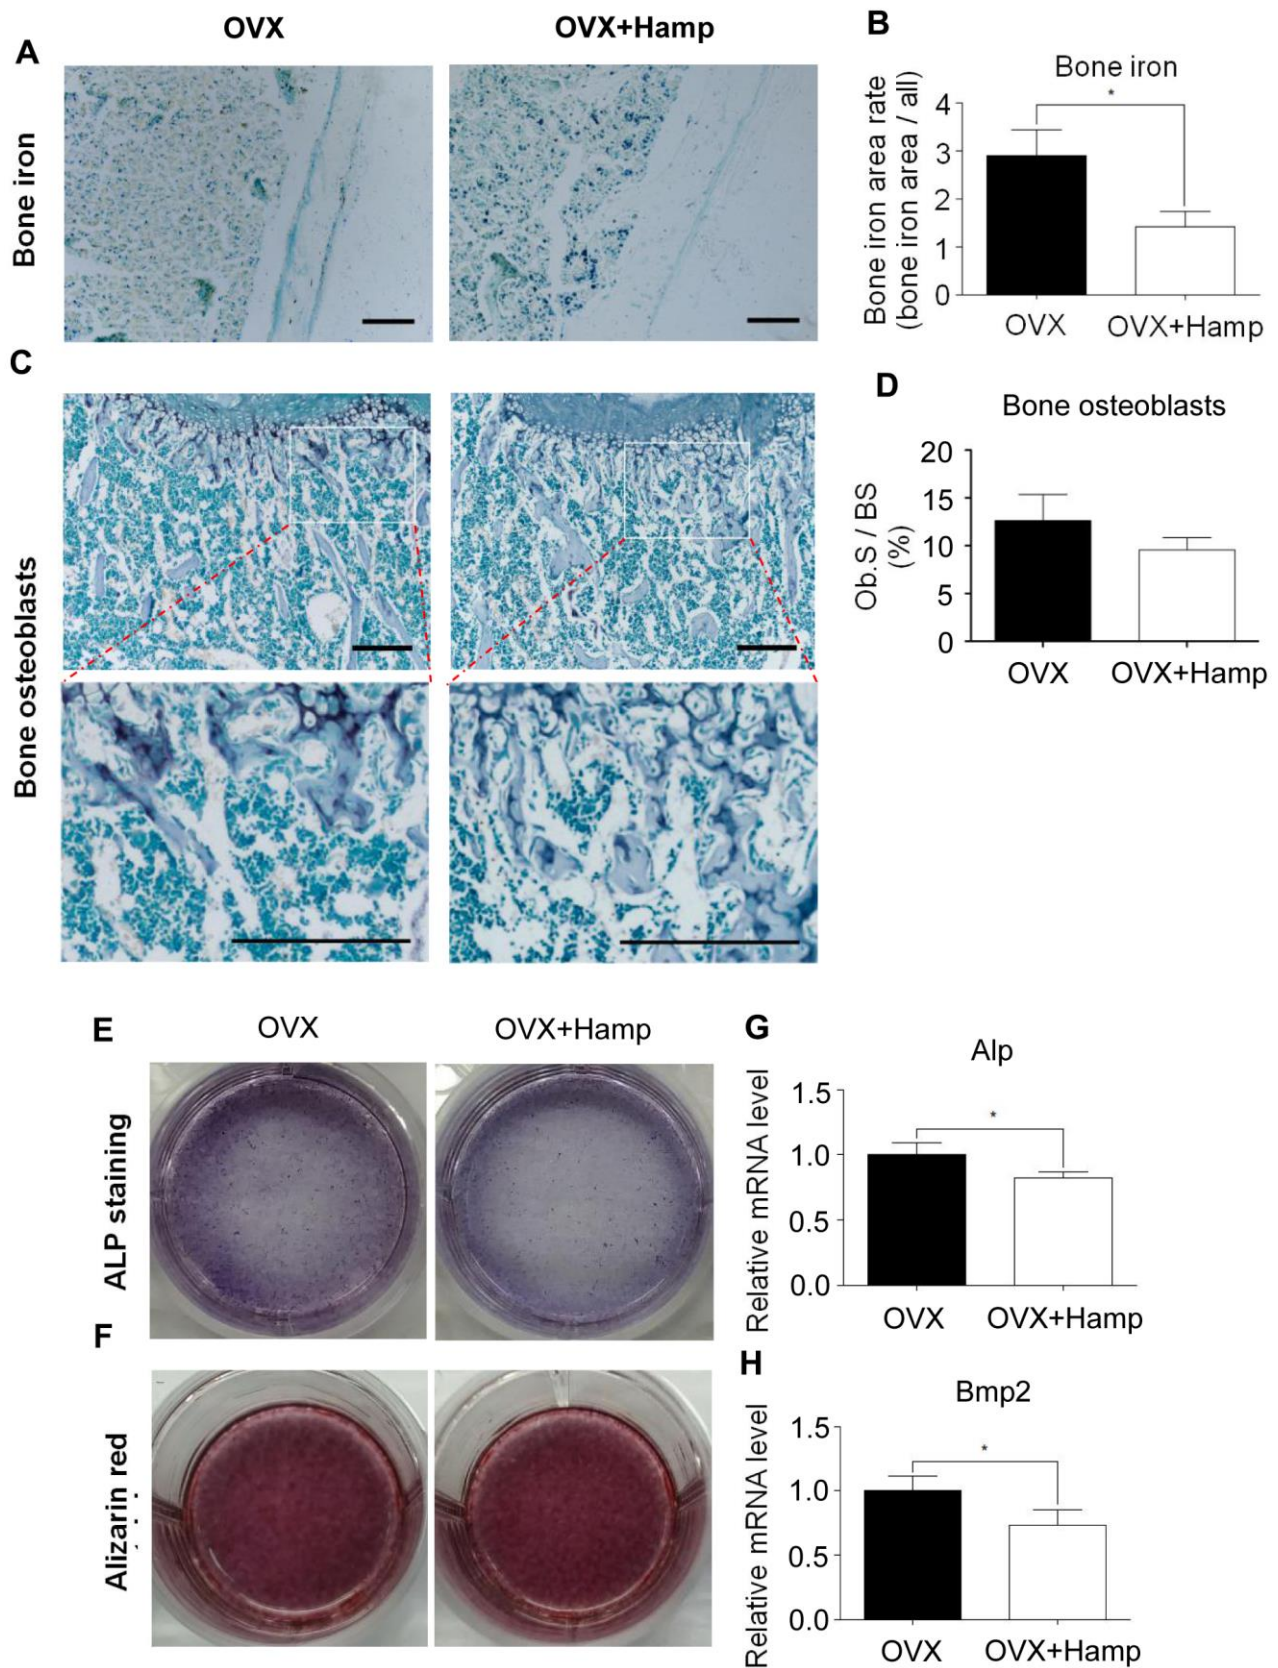 OVX
OVX+Hamp
A
Bone iron
B
Bone iron
*
Bone iron area rate
(bone iron area / all)
4
3
2
1
0
OVX
OVX+Hamp
C
Bone osteoblasts
D
Bone osteoblasts
Ob.S / BS
(%)
20
15
10
5
0
OVX
OVX+Hamp
E
OVX
OVX+Hamp
ALP staining
G
Alp
*
Relative mRNA level
1.5
1.0
0.5
0.0
OVX
OVX+Hamp
F
Alizarin red
H
Bmp2
*
Relative mRNA level
1.5
1.0
0.5
0.0
OVX
OVX+Hamp